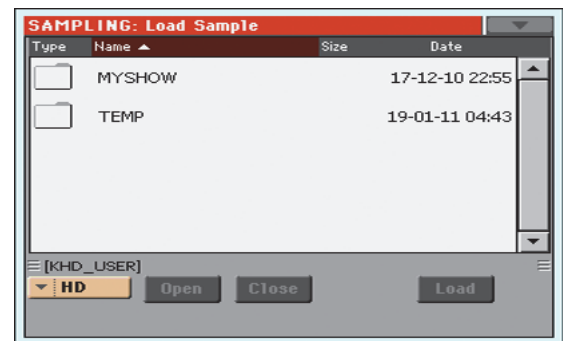 SAMPLING: Load Sample
Type Name Size Date
MYSHOW 17-12-10 22:55
TEMP 19-01-11 04:43
[KHD_USER]
HD Open Close Load